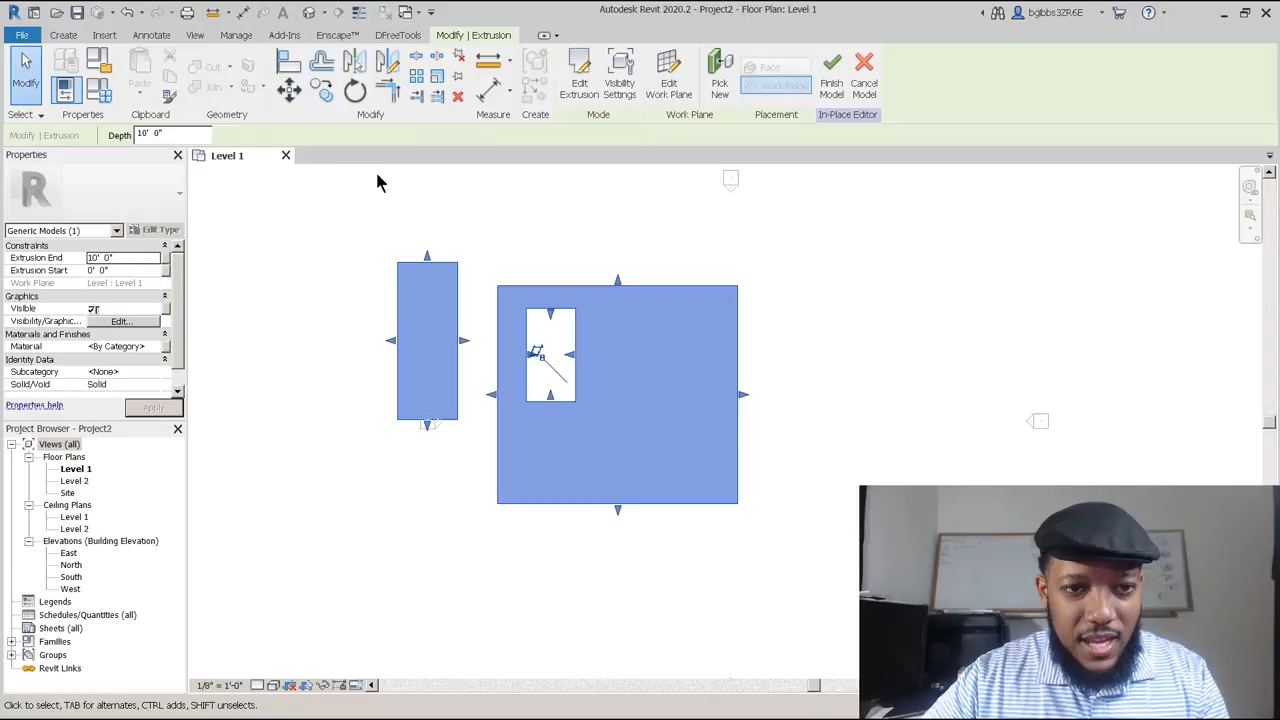 Autodesk Revit 2020.2 - Project2 - Floor Plan: Level 1
bgibbs3ZR6E
File Create Insert Annotate View Manage Add-Ins Enscape™ DFreeTools Modify | Extrusion
Modify
Paste
Cut
Join
Edit Extrusion
Visibility Settings
Edit Work Plane
Pick New
Face
Work Plane
Finish Model
Cancel Model
Select Properties Clipboard Geometry Modify Measure Create Mode Work Plane Placement In-Place Editor
Modify | Extrusion Depth 10' 0"
Properties
Level 1
R
Generic Models (1) Edit Type
Constraints
Extrusion End 10' 0"
Extrusion Start 0' 0"
Work Plane Level : Level 1
Graphics
Visible
Visibility/Graphic... Edit...
Materials and Finishes
Material <By Category>
Identity Data
Subcategory <None>
Solid/Void Solid
Properties help Apply
Project Browser - Project2
Views (all)
Floor Plans
Level 1
Level 2
Site
Ceiling Plans
Level 1
Level 2
Elevations (Building Elevation)
East
North
South
West
Legends
Schedules/Quantities (all)
Sheets (all)
Families
Groups
Revit Links
1/8" = 1'-0"
Click to select, TAB for alternates, CTRL adds, SHIFT unselects.